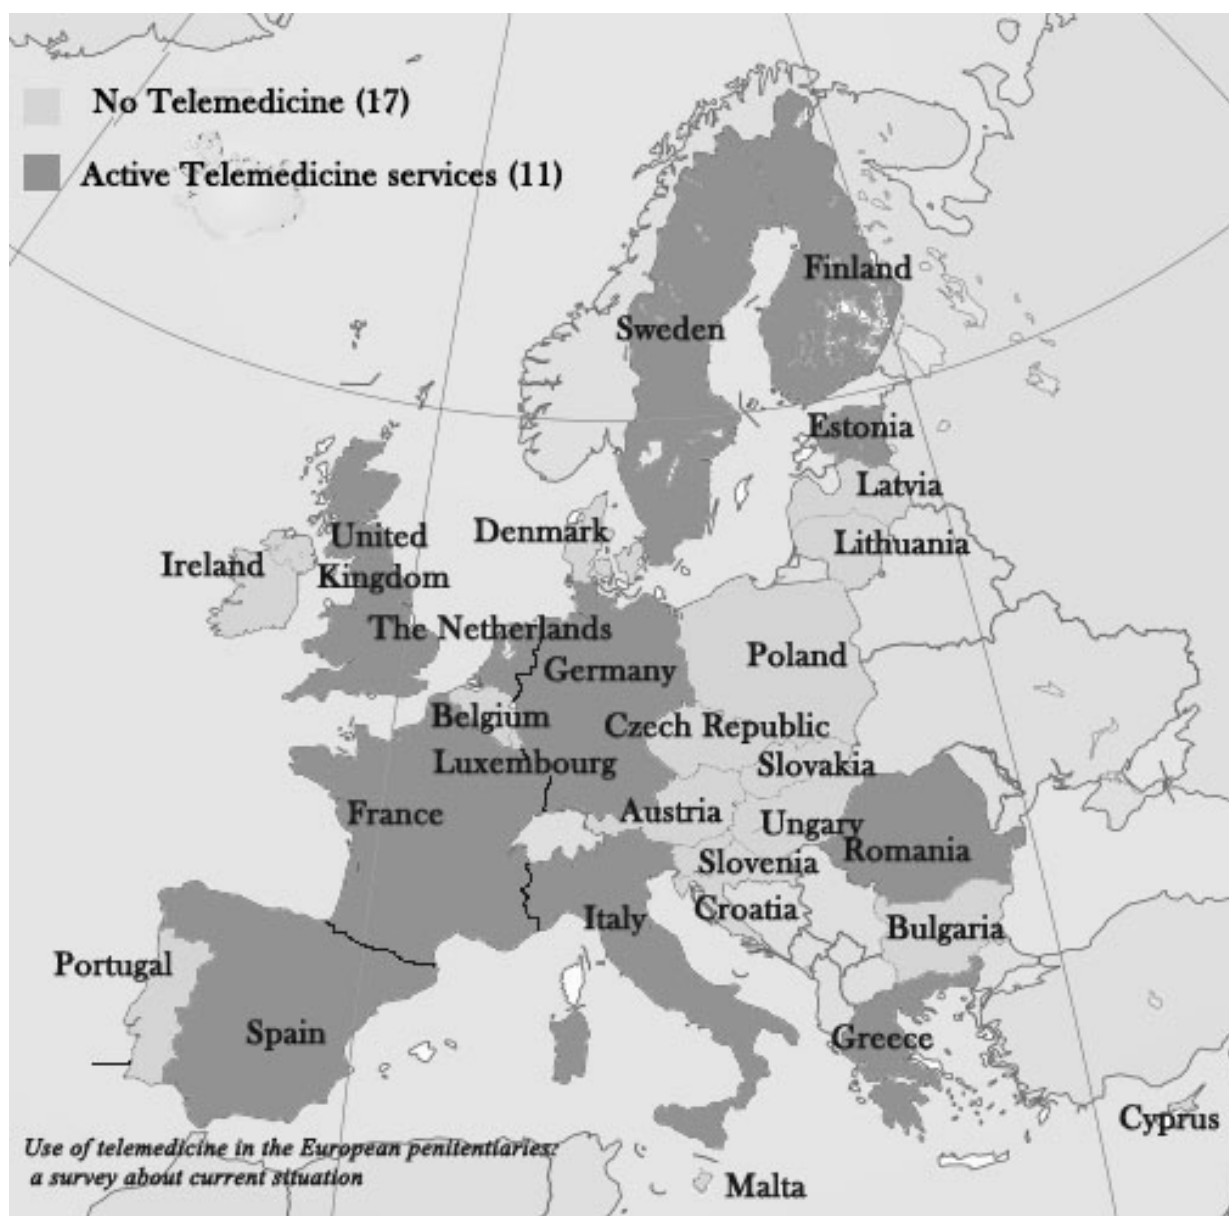 No Telemedicine (17)
Active Telemedicine services (11)
Finland
Sweden
Estonia
Latvia
Denmark
United
Kingdom
Lithuania
Ireland
The Netherlands
Germany
Poland
Belgium
Czech Republic
Luxembourg
Slovakia
France
Austria
Ungary
Romania
Slovenia
Croatia
Italy
Bulgaria
Portugal
Spain
Greece
Cyprus
Malta
Use of telemedicine in the European penitentiaries:
a survey about current situation